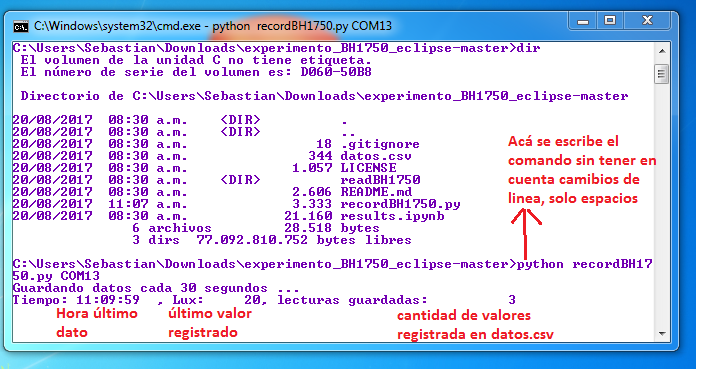 C:\Windows\system32\cmd.exe - python recordBH1750.py COM13
C:\Users\Sebastian\Downloads\experimento_BH1750_eclipse-master>dir
El volumen de la unidad C no tiene etiqueta.
El número de serie del volumen es: D060-50B8
Directorio de C:\Users\Sebastian\Downloads\experimento_BH1750_eclipse-master
20/08/2017 08:30 a.m. <DIR> .
20/08/2017 08:30 a.m. <DIR> ..
20/08/2017 08:30 a.m. 18 .gitignore
20/08/2017 08:30 a.m. 344 datos.csv
20/08/2017 08:30 a.m. 1.057 LICENSE
20/08/2017 08:30 a.m. <DIR> readBH1750
20/08/2017 08:30 a.m. 2.606 README.md
20/08/2017 11:07 a.m. 3.333 recordBH1750.py
20/08/2017 08:30 a.m. 21.160 results.ipynb
6 archivos 28.518 bytes
3 dirs 77.092.810.752 bytes libres
Acá se escribe el
comando sin tener en
cuenta camibios de
linea, solo espacios
C:\Users\Sebastian\Downloads\experimento_BH1750_eclipse-master>python recordBH17
50.py COM13
Guardando datos cada 30 segundos ...
Tiempo: 11:09:59 , Lux: 20, lecturas guardadas: 3
Hora último
dato
último valor
registrado
cantidad de valores
registrada en datos.csv